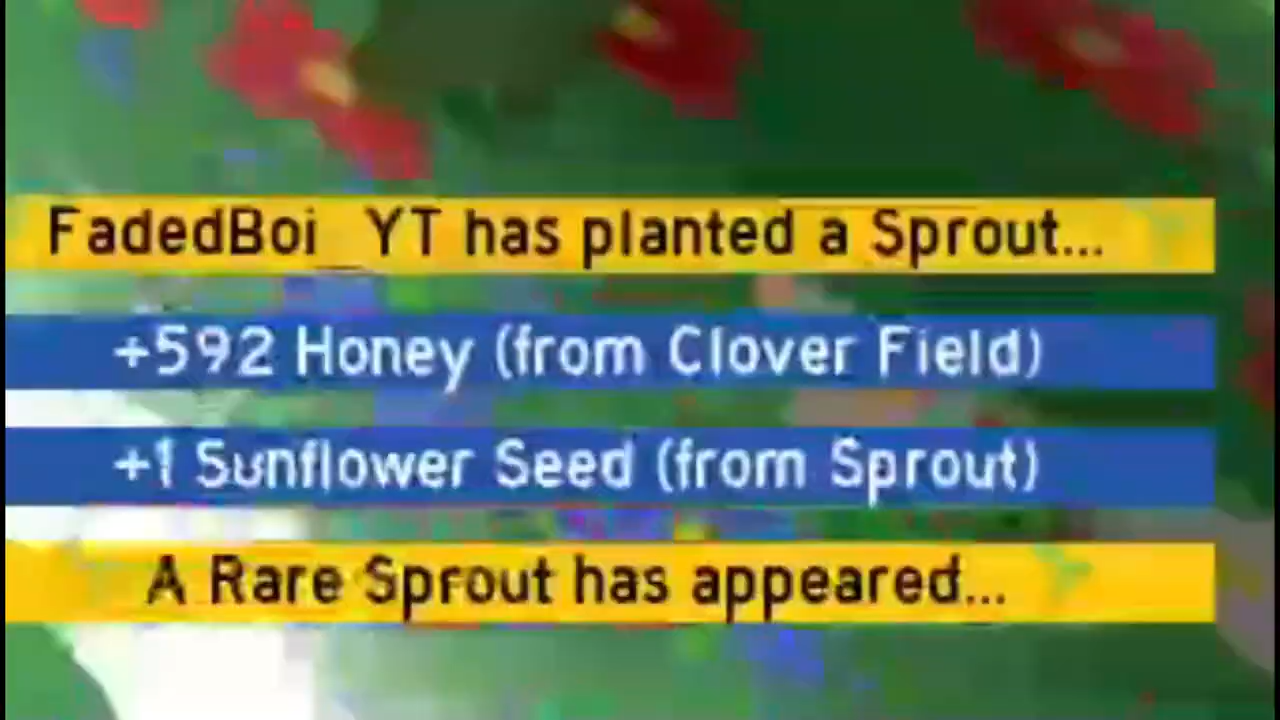 FadedBoi_YT has planted a Sprout...
+592 Honey (from Clover Field)
+1 Sunflower Seed (from Sprout)
A Rare Sprout has appeared...